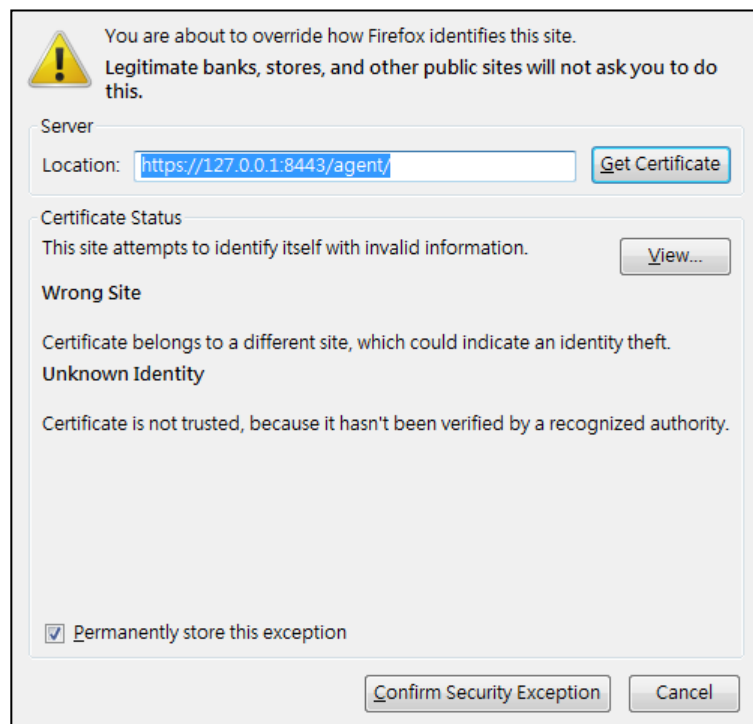 You are about to override how Firefox identifies this site.
Legitimate banks, stores, and other public sites will not ask you to do
this.
Server
Location: https://127.0.0.1:8443/agent/ Get Certificate
Certificate Status
This site attempts to identify itself with invalid information. View...
Wrong Site
Certificate belongs to a different site, which could indicate an identity theft.
Unknown Identity
Certificate is not trusted, because it hasn't been verified by a recognized authority.
Permanently store this exception
Confirm Security Exception Cancel